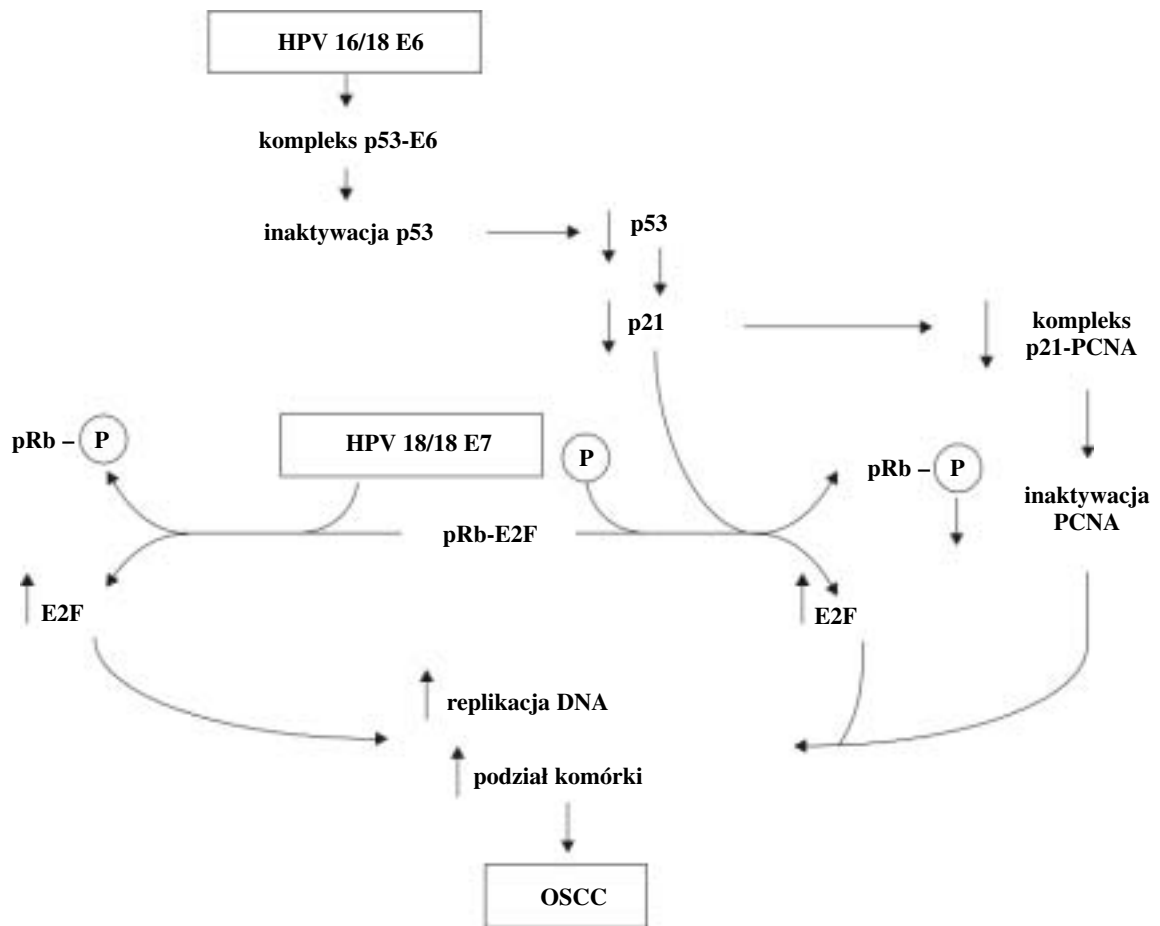 HPV 16/18 E6
kompleks p53-E6
inaktywacja p53
p53
p21
kompleks
p21-PCNA
pRb – P
HPV 18/18 E7
P
pRb – P
inaktywacja
PCNA
pRb-E2F
E2F
E2F
replikacja DNA
podział komórki
OSCC